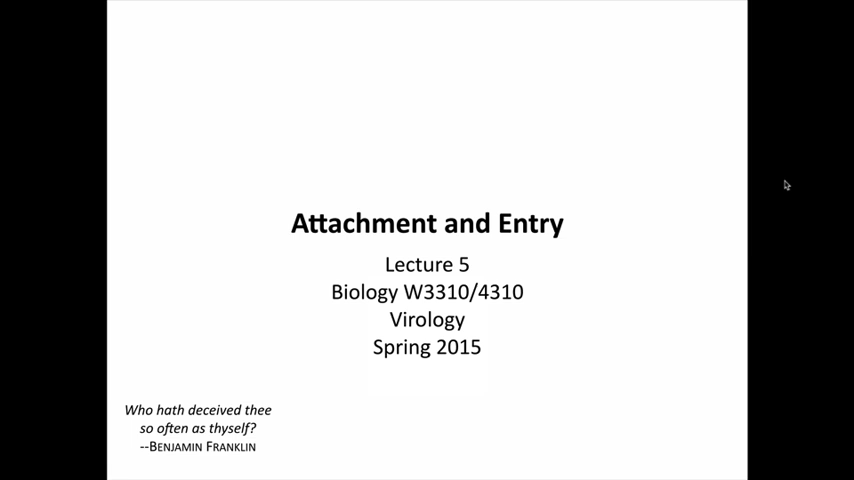 Attachment and Entry
Lecture 5
Biology W3310/4310
Virology
Spring 2015
Who hath deceived thee
so often as thyself?
--BENJAMIN FRANKLIN